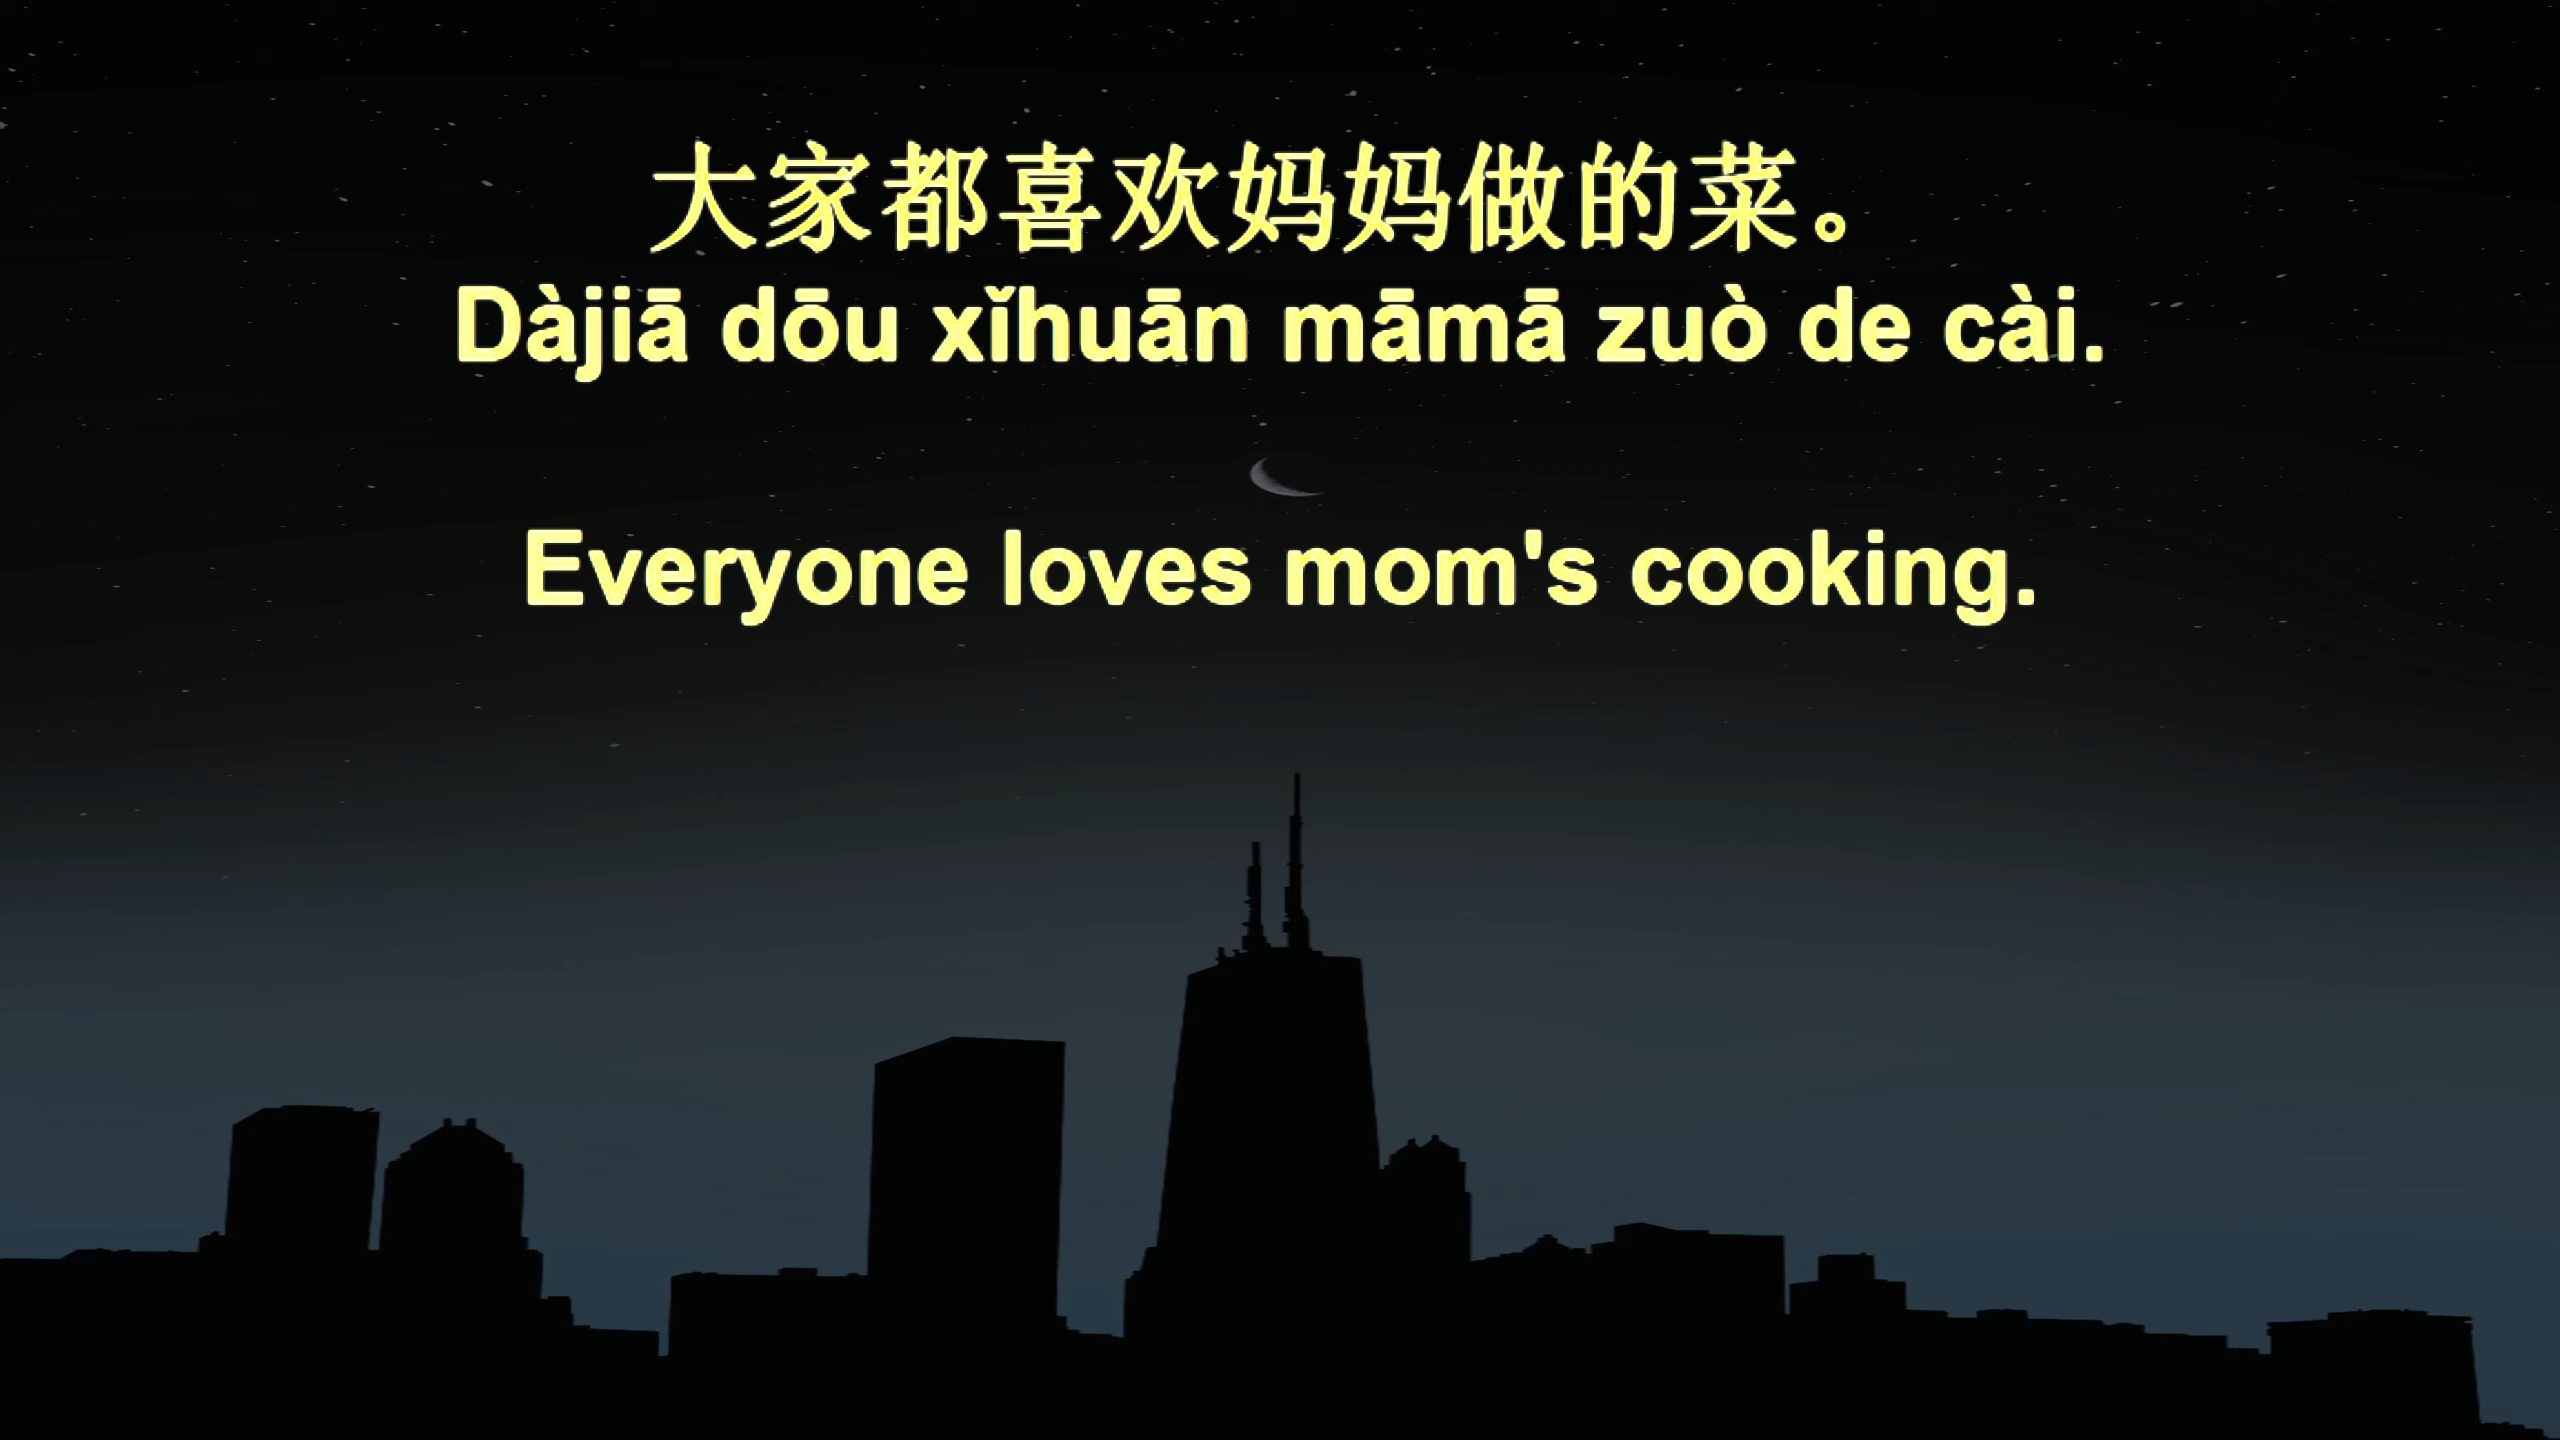 大家都喜欢妈妈做的菜。
Dàjiā dōu xǐhuān māmā zuò de cài.
Everyone loves mom's cooking.